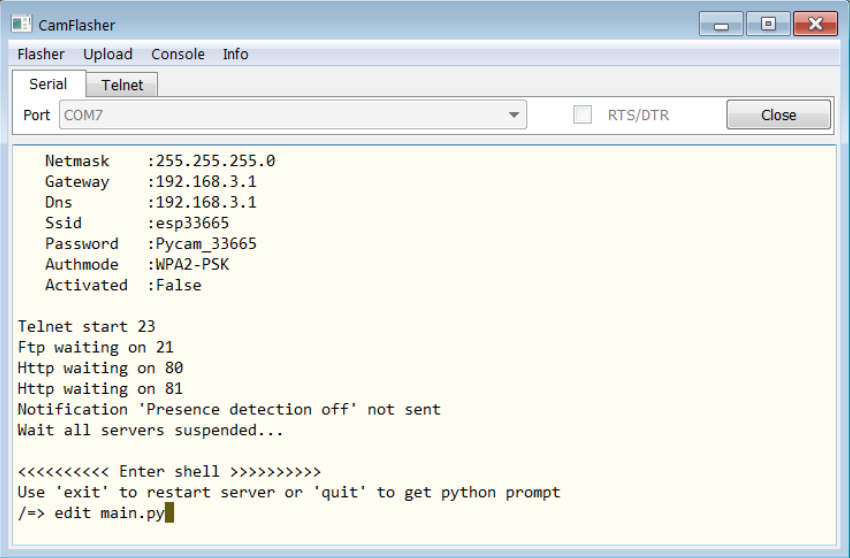 CamFlasher
Flasher Upload Console Info
Serial Telnet
Port COM7 RTS/DTR Close
Netmask :255.255.255.0
Gateway :192.168.3.1
Dns :192.168.3.1
Ssid :esp33665
Password :Pycam_33665
Authmode :WPA2-PSK
Activated :False
Telnet start 23
Ftp waiting on 21
Http waiting on 80
Http waiting on 81
Notification 'Presence detection off' not sent
Wait all servers suspended...
<<<<<<<<<< Enter shell >>>>>>>>>>
Use 'exit' to restart server or 'quit' to get python prompt
/=> edit main.py